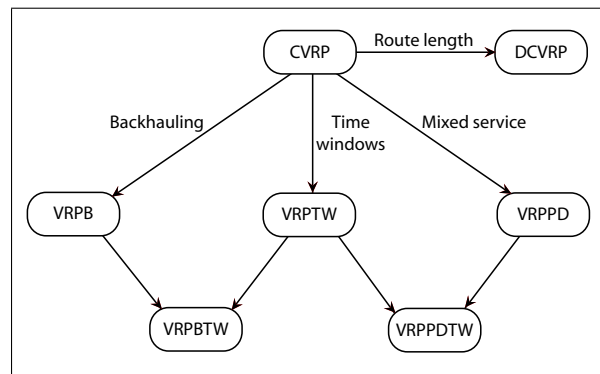 CVRP
Route length
DCVRP
Backhauling
Time
windows
Mixed service
VRPB
VRPTW
VRPPD
VRPBTW
VRPPDTW